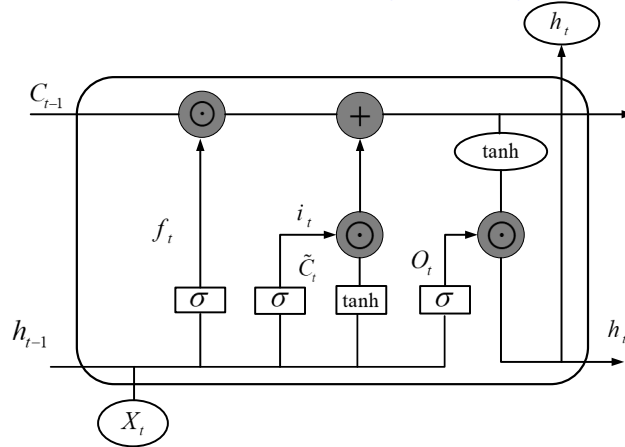 h_t
C_{t-1}
⊙
+
tanh
i_t
f_t
⊙
⊙
C̃_t
O_t
σ
σ
tanh
σ
h_{t-1}
h_t
X_t